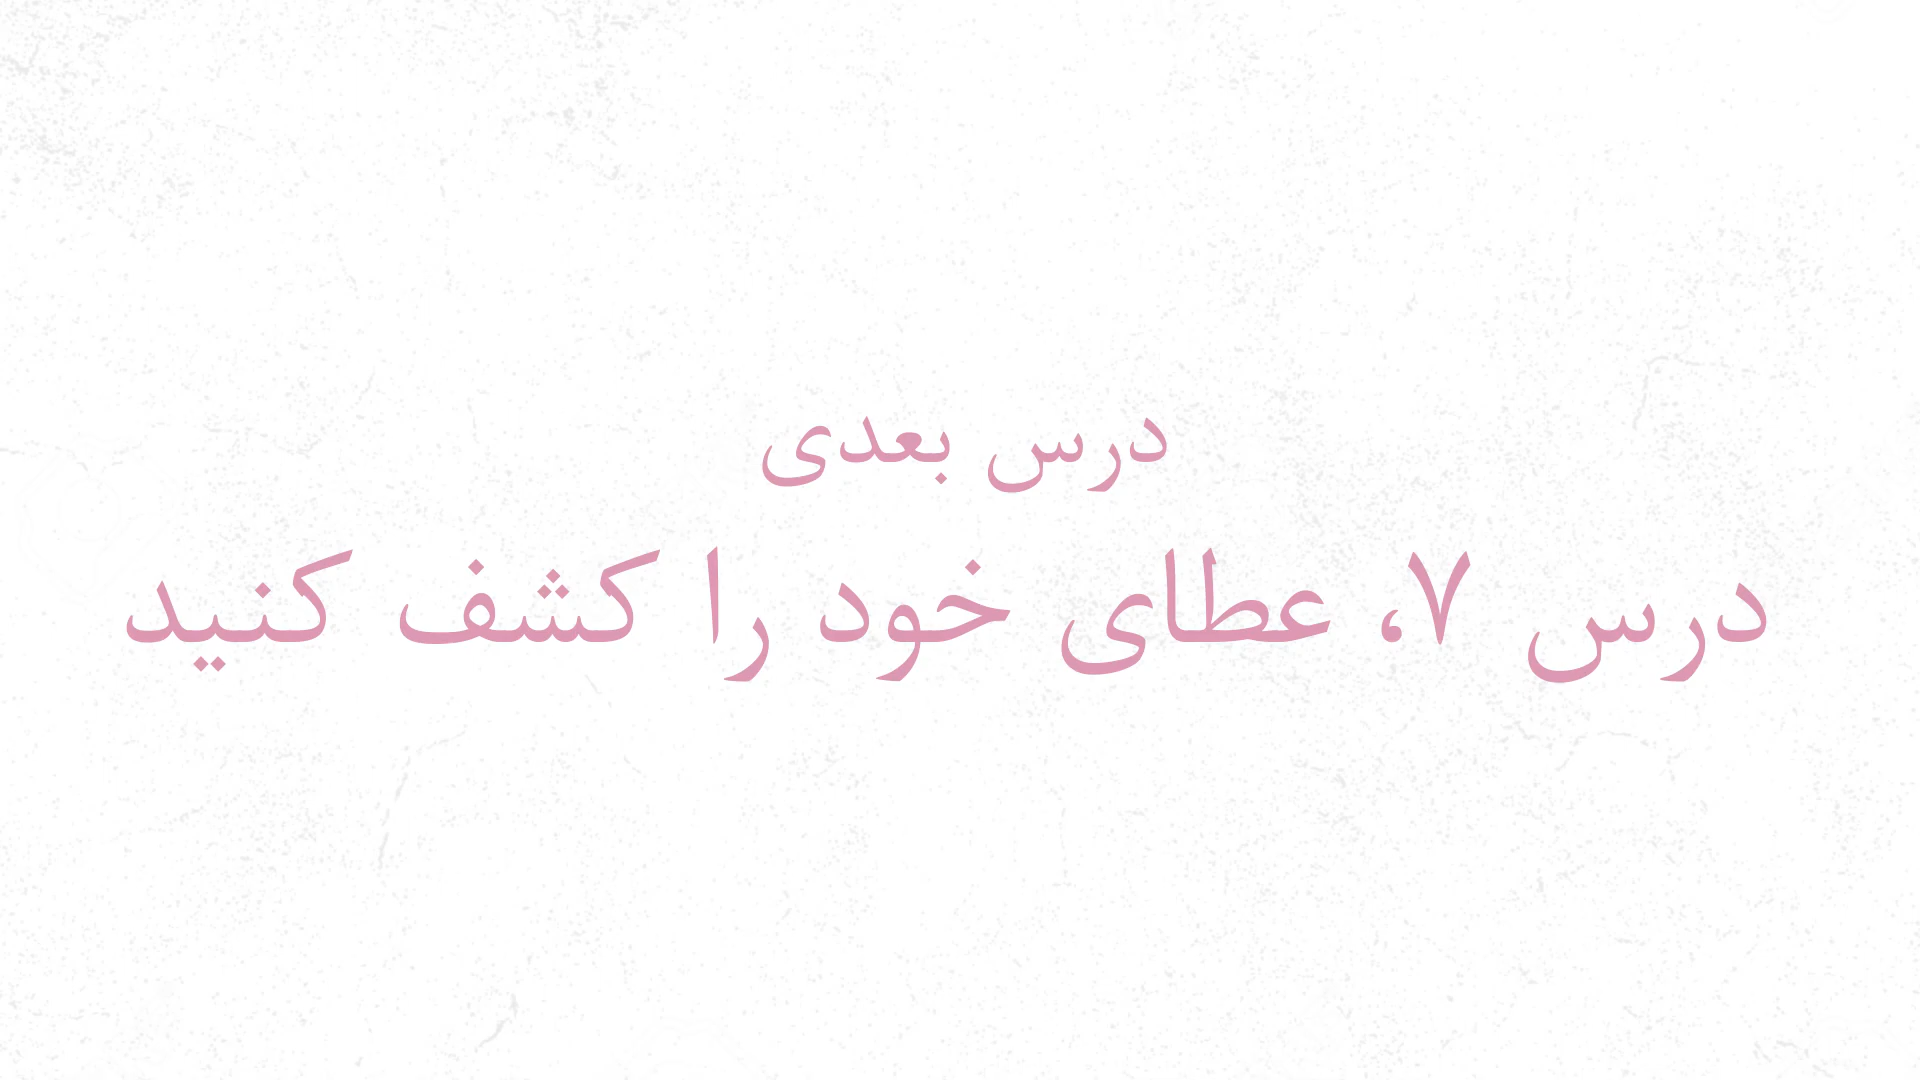 درس بعدی
درس ۷، عطای خود را کشف کنید